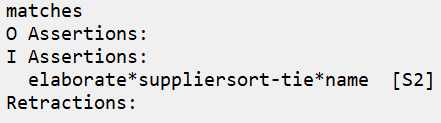 matches
O Assertions:
I Assertions:
  elaborate*suppliersort-tie*name  [S2]
Retractions: